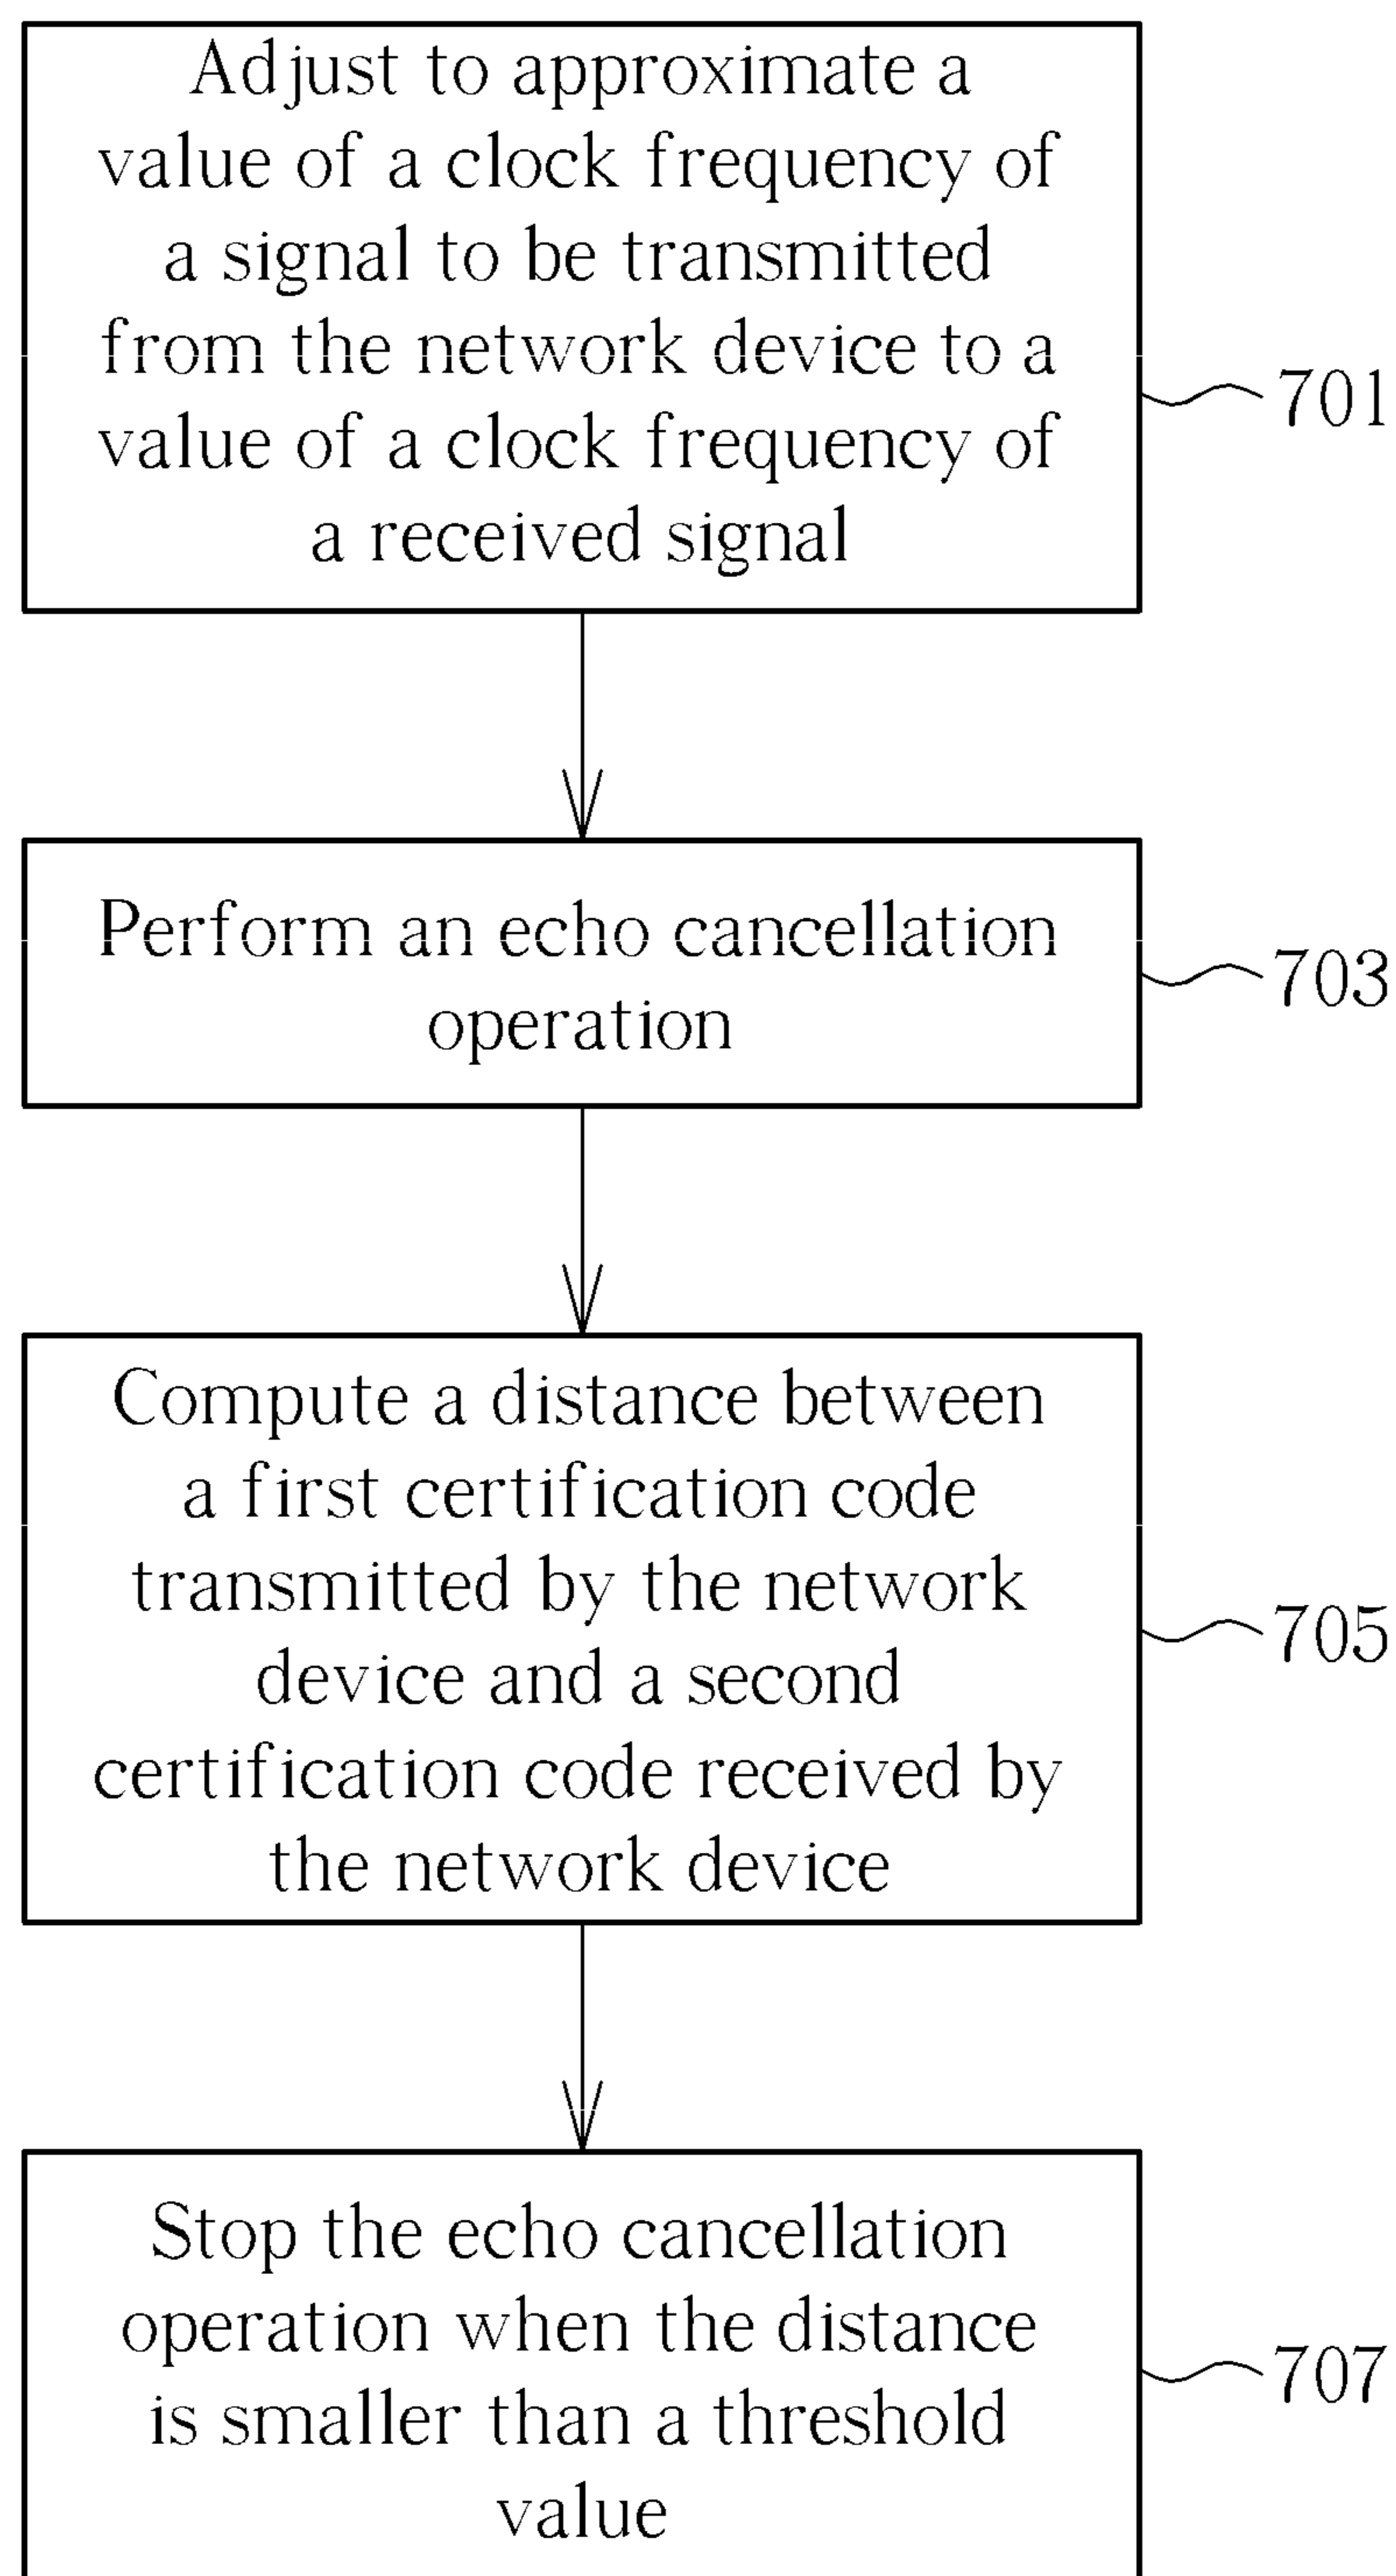 Adjust to approximate a
value of a clock frequency of
a signal to be transmitted
from the network device to a
value of a clock frequency of
a received signal
701
Perform an echo cancellation
operation
703
Compute a distance between
a first certification code
transmitted by the network
device and a second
certification code received by
the network device
705
Stop the echo cancellation
operation when the distance
is smaller than a threshold
value
707